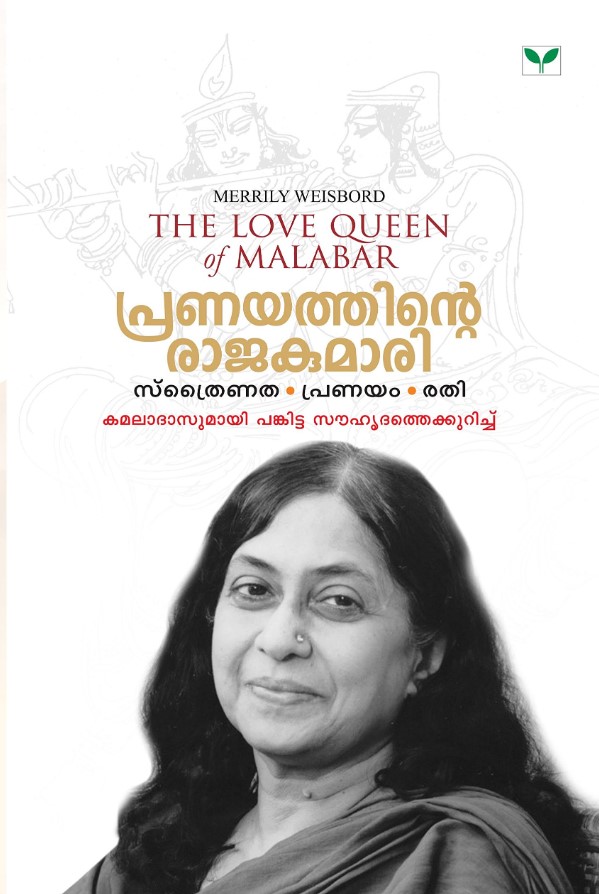 MERRILY WEISBORD
THE LOVE QUEEN
of MALABAR
പ്രണയത്തിന്റെ
രാജകുമാരി
സ്ത്രൈണത • പ്രണയം • രതി
കമലാദാസുമായി പങ്കിട്ട സൗഹൃദത്തെക്കുറിച്ച്